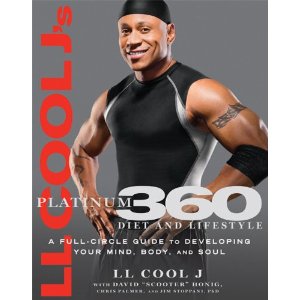 LL COOL J's
PLATINUM 360
DIET AND LIFESTYLE
A FULL-CIRCLE GUIDE TO DEVELOPING
YOUR MIND, BODY, AND SOUL
LL COOL J
WITH DAVID "SCOOTER" HONIG,
CHRIS PALMER, AND JIM STOPPANI, PhD